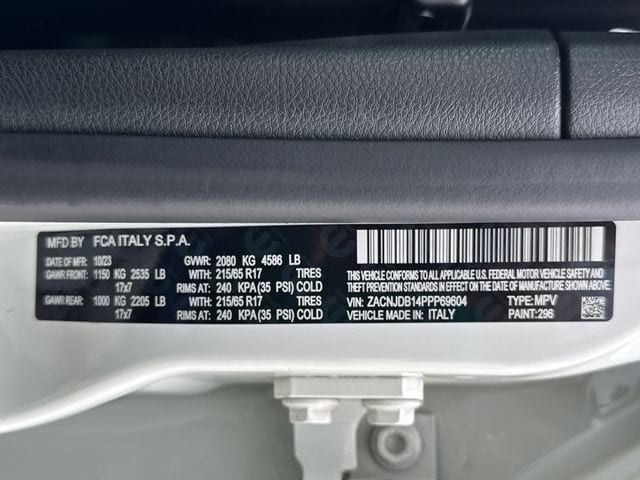 MFD BY FCA ITALY S.P.A.
DATE OF MFR: 10/23 GVWR: 2080 KG 4586 LB
GAWR FRONT: 1150 KG 2535 LB WITH: 215/65 R17 TIRES
17x7 RIMS AT: 240 KPA (35 PSI) COLD
GAWR REAR: 1000 KG 2205 LB WITH: 215/65 R17 TIRES
17x7 RIMS AT: 240 KPA (35 PSI) COLD
THIS VEHICLE CONFORMS TO ALL APPLICABLE U.S. FEDERAL MOTOR VEHICLE SAFETY, BUMPER, AND
THEFT PREVENTION STANDARDS IN EFFECT ON THE DATE OF MANUFACTURE SHOWN ABOVE.
VIN: ZACNJDB14PPP69604 TYPE: MPV
VEHICLE MADE IN: ITALY PAINT: 296